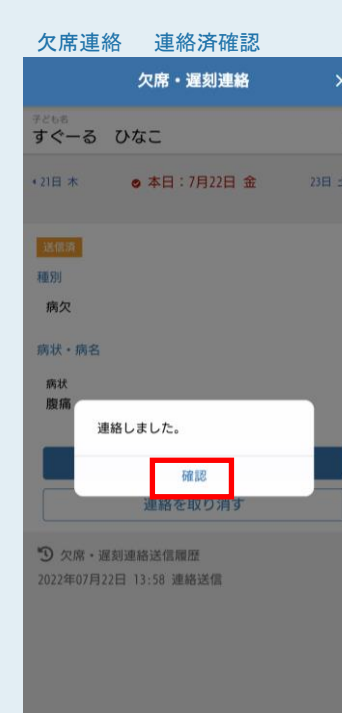 欠席連絡　連絡済確認
欠席・遅刻連絡
子ども名
すぐーる　ひなこ
21日 木　本日：7月22日 金　23日
送信済
種別
病欠
病状・病名
病状
腹痛
連絡しました。
確認
連絡を取り消す
欠席・遅刻連絡送信履歴
2022年07月22日 13:58 連絡送信